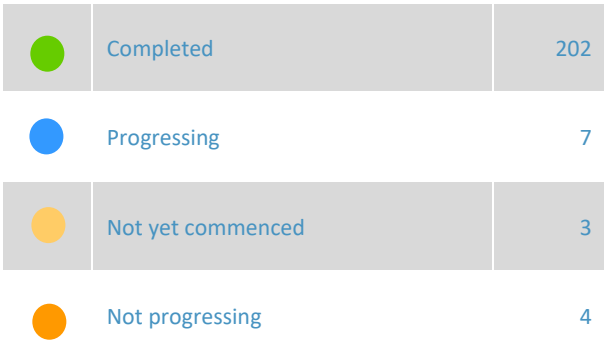 Completed 202
Progressing 7
Not yet commenced 3
Not progressing 4